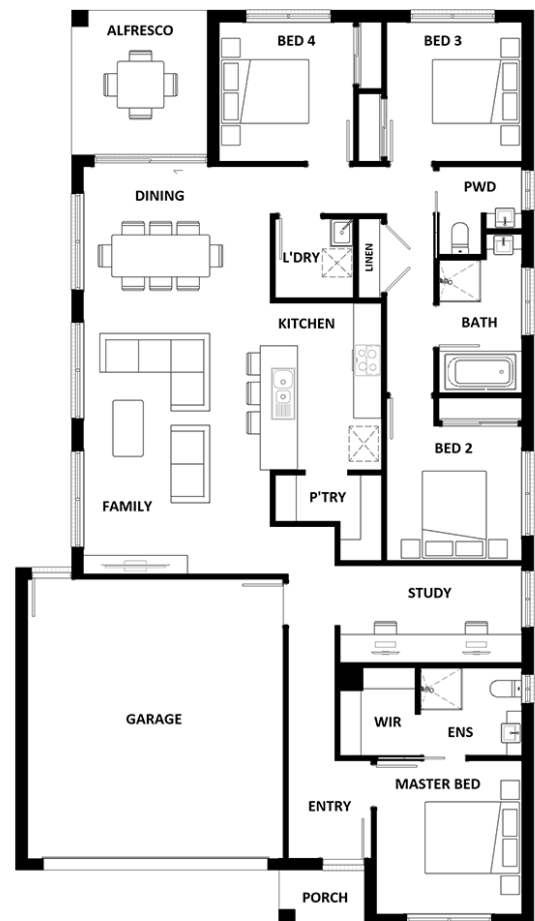 ALFRESCO
BED 4
BED 3
DINING
PWD
L'DRY
LINEN
KITCHEN
BATH
BED 2
P'TRY
FAMILY
STUDY
GARAGE
WIR
ENS
MASTER BED
ENTRY
PORCH